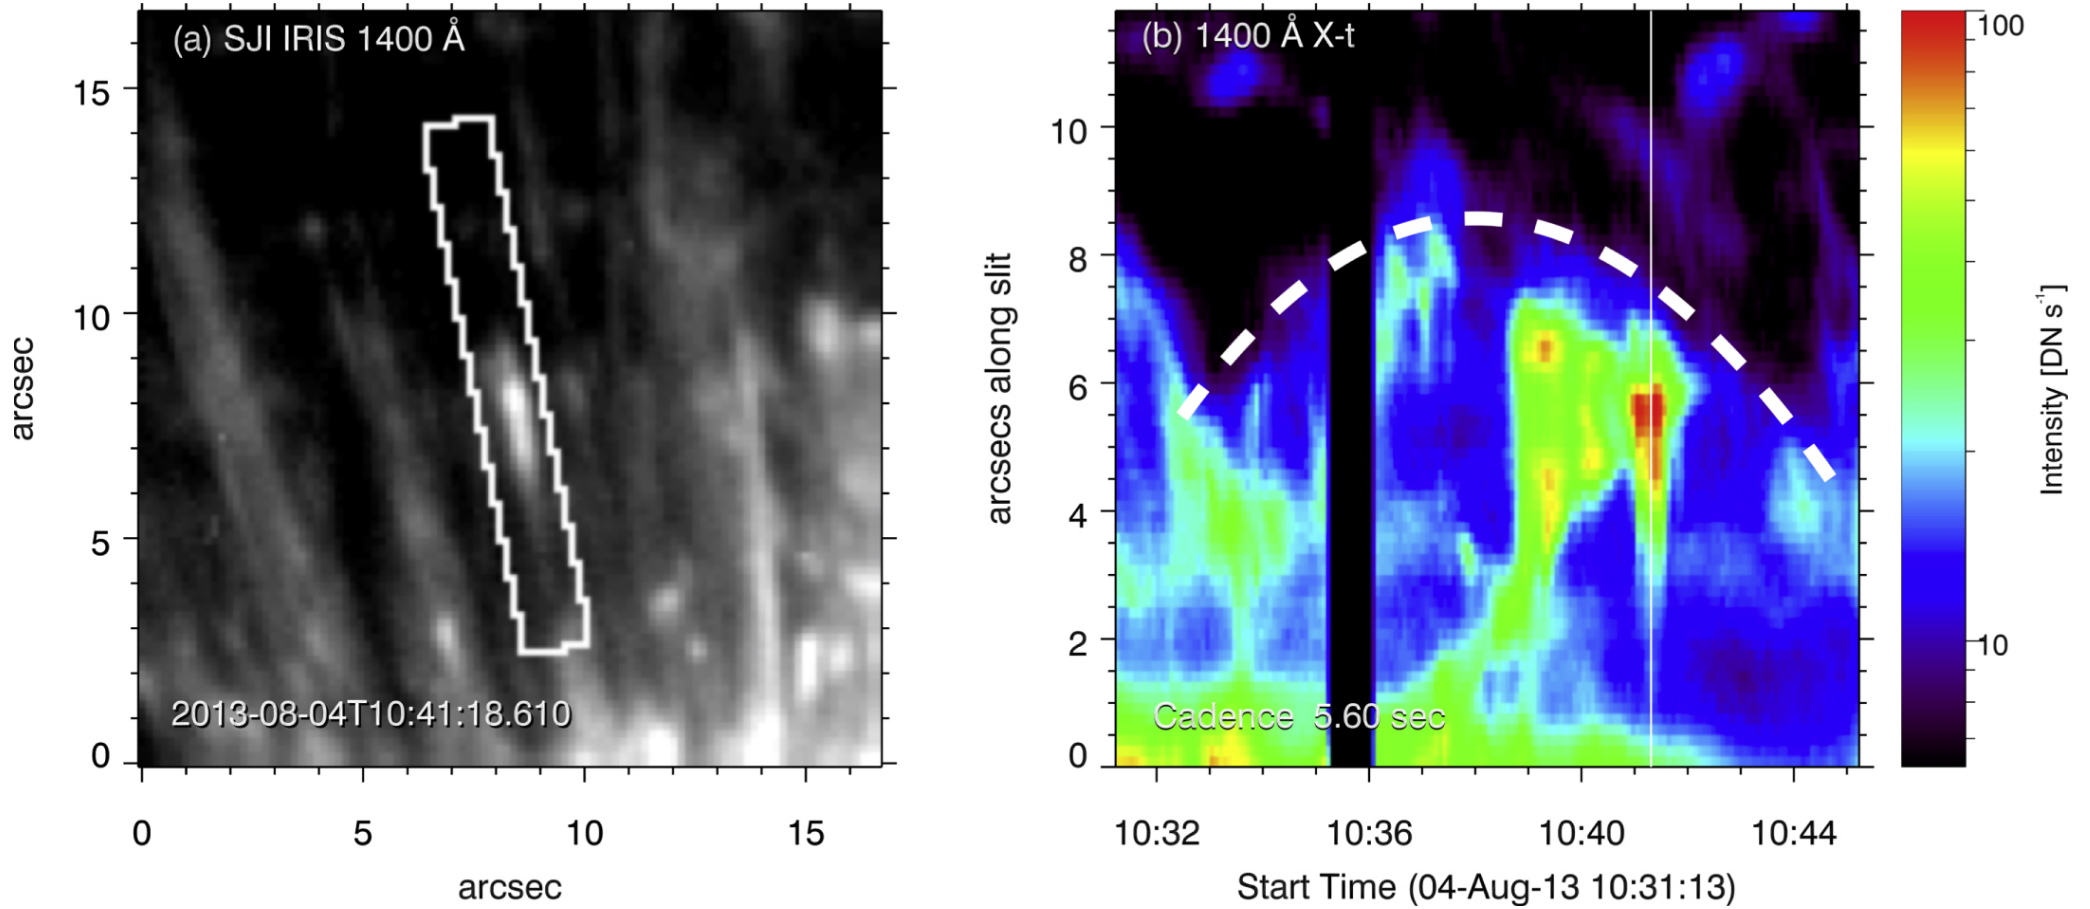 (a) SJI IRIS 1400 Å
15
10
5
0
arcsec
2013-08-04T10:41:18.610
0 5 10 15
arcsec
(b) 1400 Å X-t
10
8
6
4
2
0
arcsecs along slit
Cadence 5.60 sec
10:32 10:36 10:40 10:44
Start Time (04-Aug-13 10:31:13)
100
10
Intensity [DN s⁻¹]